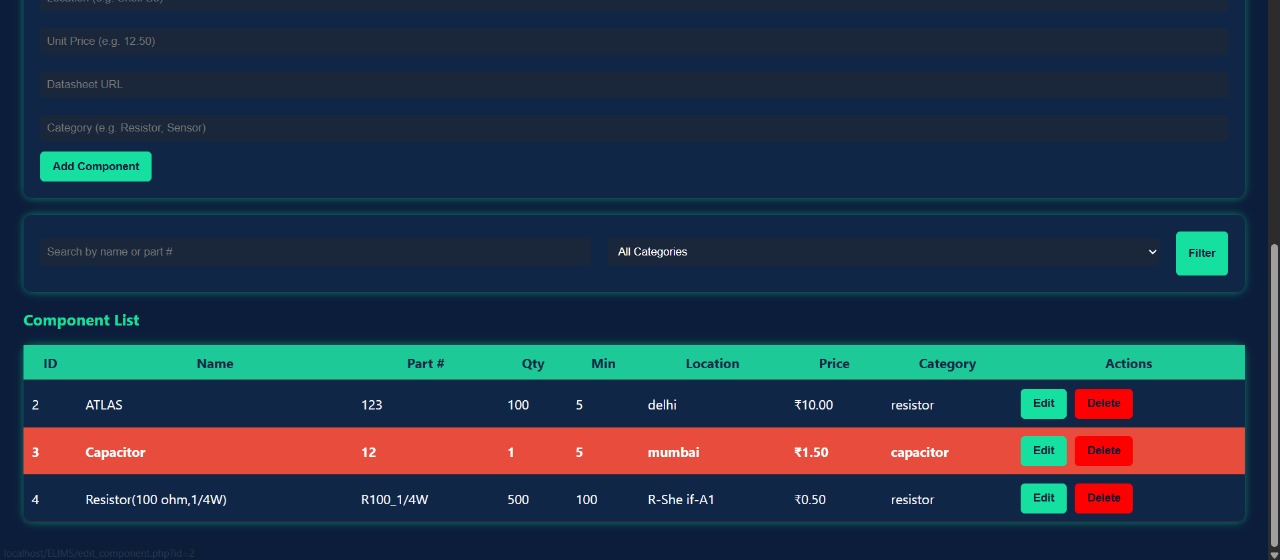 Location (e.g. Shelf B3)
Unit Price (e.g. 12.50)
Datasheet URL
Category (e.g. Resistor, Sensor)
Add Component
Search by name or part #
All Categories
Filter
Component List
ID Name Part # Qty Min Location Price Category Actions
2 ATLAS 123 100 5 delhi ₹10.00 resistor Edit Delete
3 Capacitor 12 1 5 mumbai ₹1.50 capacitor Edit Delete
4 Resistor(100 ohm,1/4W) R100_1/4W 500 100 R-She if-A1 ₹0.50 resistor Edit Delete
localhost/ELIMS/edit_component.php?id=2